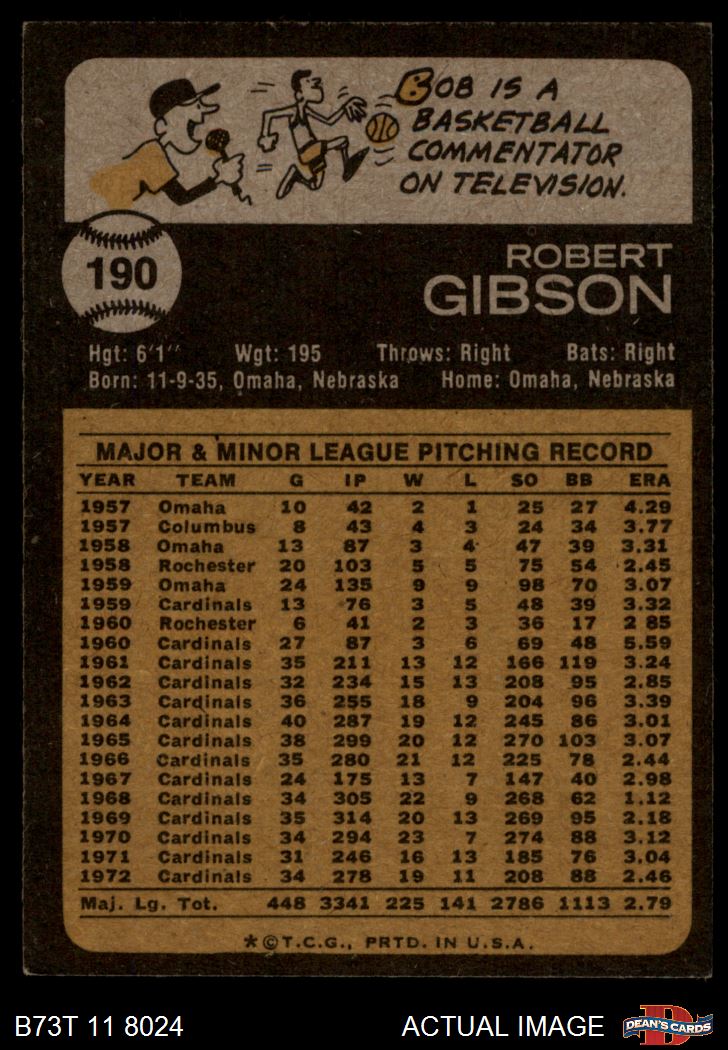 BOB IS A
BASKETBALL
COMMENTATOR
ON TELEVISION.
190
ROBERT
GIBSON
Hgt: 6'1" Wgt: 195 Throws: Right Bats: Right
Born: 11-9-35, Omaha, Nebraska Home: Omaha, Nebraska
MAJOR & MINOR LEAGUE PITCHING RECORD
YEAR TEAM G IP W L SO BB ERA
1957 Omaha 10 42 2 1 25 27 4.29
1957 Columbus 8 43 4 3 24 34 3.77
1958 Omaha 13 87 3 4 47 39 3.31
1958 Rochester 20 103 5 5 75 54 2.45
1959 Omaha 24 135 9 9 98 70 3.07
1959 Cardinals 13 76 3 5 48 39 3.32
1960 Rochester 6 41 2 3 36 17 2 85
1960 Cardinals 27 87 3 6 69 48 5.59
1961 Cardinals 35 211 13 12 166 119 3.24
1962 Cardinals 32 234 15 13 208 95 2.85
1963 Cardinals 36 255 18 9 204 96 3.39
1964 Cardinals 40 287 19 12 245 86 3.01
1965 Cardinals 38 299 20 12 270 103 3.07
1966 Cardinals 35 280 21 12 225 78 2.44
1967 Cardinals 24 175 13 7 147 40 2.98
1968 Cardinals 34 305 22 9 268 62 1.12
1969 Cardinals 35 314 20 13 269 95 2.18
1970 Cardinals 34 294 23 7 274 88 3.12
1971 Cardinals 31 246 16 13 185 76 3.04
1972 Cardinals 34 278 19 11 208 88 2.46
Maj. Lg. Tot. 448 3341 225 141 2786 1113 2.79
*©T.C.G., PRTD. IN U.S.A.
B73T 11 8024 ACTUAL IMAGE
D
DEAN'S CARDS